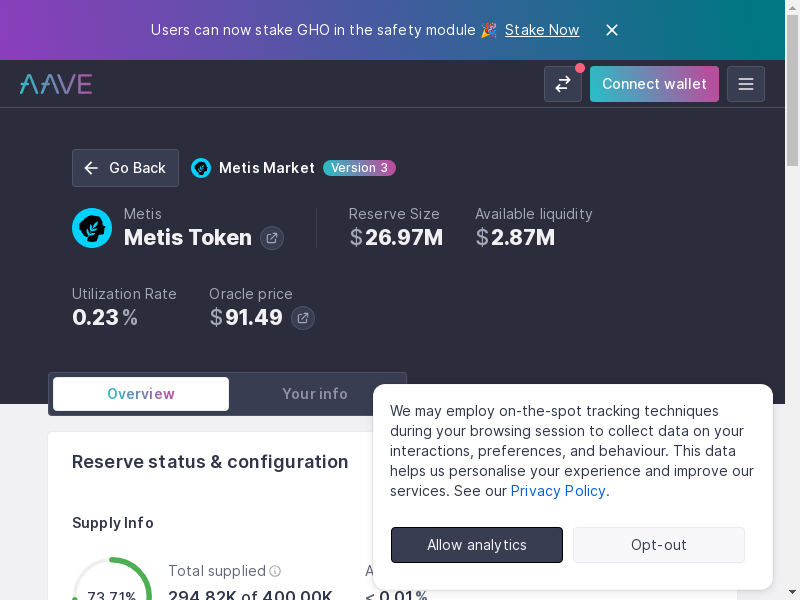 Users can now stake GHO in the safety module 🎉 Stake Now
AAVE
Connect wallet
Go Back
Metis Market
Version 3
Metis
Metis Token
Reserve Size
$26.97M
Available liquidity
$2.87M
Utilization Rate
0.23%
Oracle price
$91.49
Overview
Your info
We may employ on-the-spot tracking techniques
during your browsing session to collect data on your
interactions, preferences, and behaviour. This data
helps us personalise your experience and improve our
services. See our Privacy Policy.
Allow analytics
Opt-out
Reserve status & configuration
Supply Info
73.71%
Total supplied
294.82K of 400.00K
< 0.01%